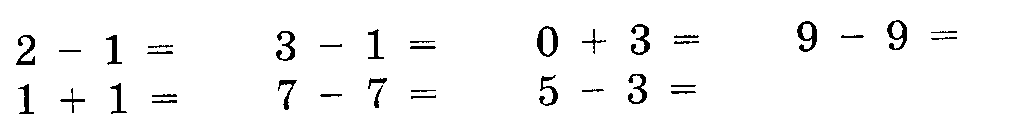 2 − 1 = 3 − 1 = 0 + 3 = 9 − 9 =
1 + 1 = 7 − 7 = 5 − 3 =